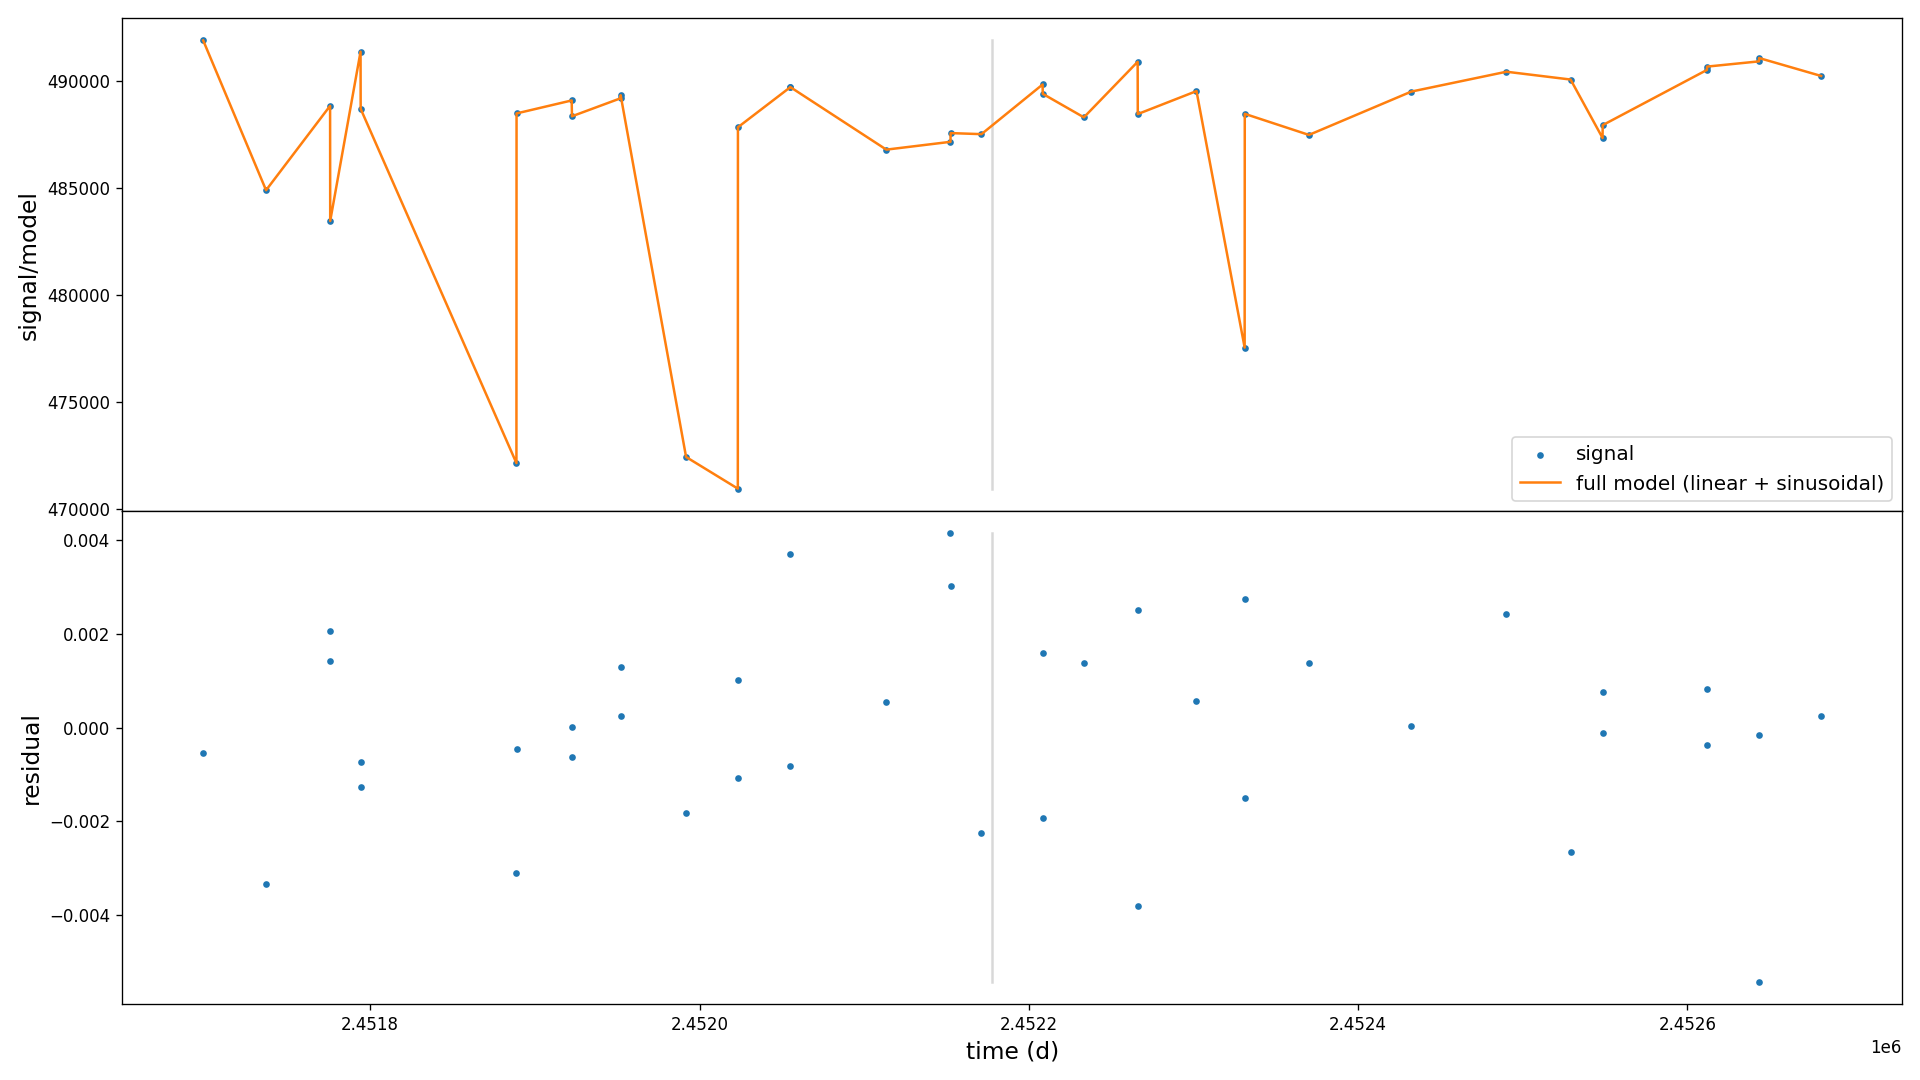 490000
485000
480000
475000
470000
signal/model
signal
full model (linear + sinusoidal)
0.004
0.002
0.000
−0.002
−0.004
residual
2.4518
2.4520
2.4522
2.4524
2.4526
time (d)
1e6